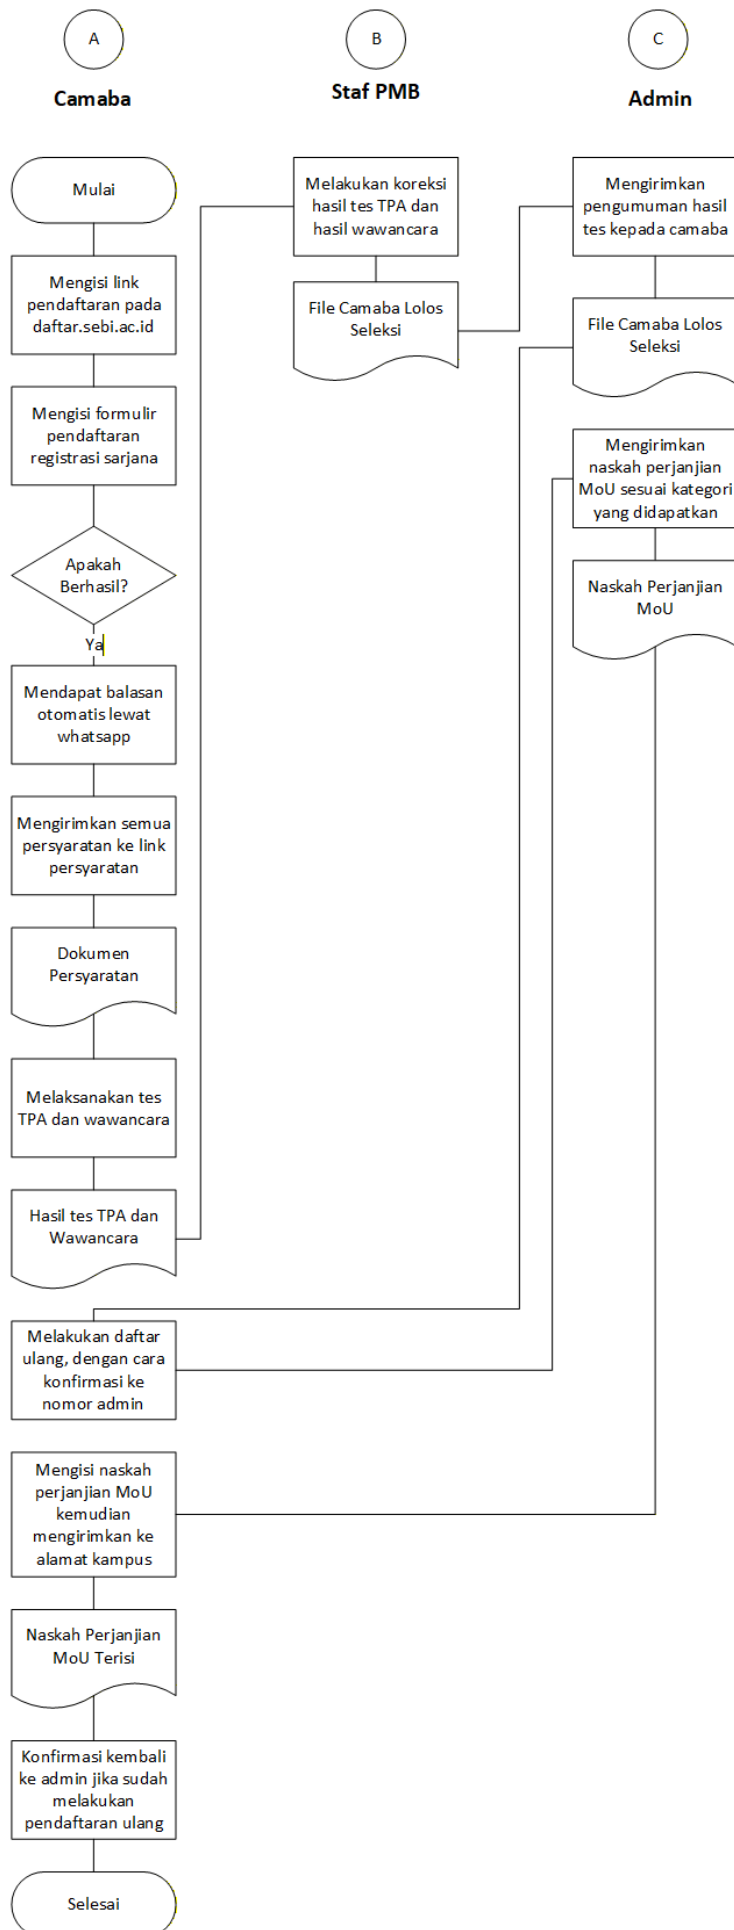 A
B
C
Camaba
Staf PMB
Admin
Mulai
Mengisi link
pendaftaran pada
daftar.sebi.ac.id
Mengisi formulir
pendaftaran
registrasi sarjana
Apakah
Berhasil?
Ya
Mendapat balasan
otomatis lewat
whatsapp
Mengirimkan semua
persyaratan ke link
persyaratan
Dokumen
Persyaratan
Melaksanakan tes
TPA dan wawancara
Hasil tes TPA dan
Wawancara
Melakukan koreksi
hasil tes TPA dan
hasil wawancara
File Camaba Lolos
Seleksi
Mengirimkan
pengumuman hasil
tes kepada camaba
File Camaba Lolos
Seleksi
Melakukan daftar
ulang, dengan cara
konfirmasi ke
nomor admin
Mengirimkan
naskah perjanjian
MoU sesuai kategori
yang didapatkan
Naskah Perjanjian
MoU
Mengisi naskah
perjanjian MoU
kemudian
mengirimkan ke
alamat kampus
Naskah Perjanjian
MoU Terisi
Konfirmasi kembali
ke admin jika sudah
melakukan
pendaftaran ulang
Selesai